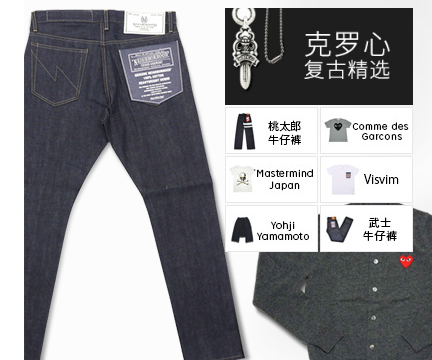 克罗心
复古精选
桃太郎
牛仔裤
Comme des
Garcons
Mastermind
Japan
Visvim
Yohji
Yamamoto
武士
牛仔裤